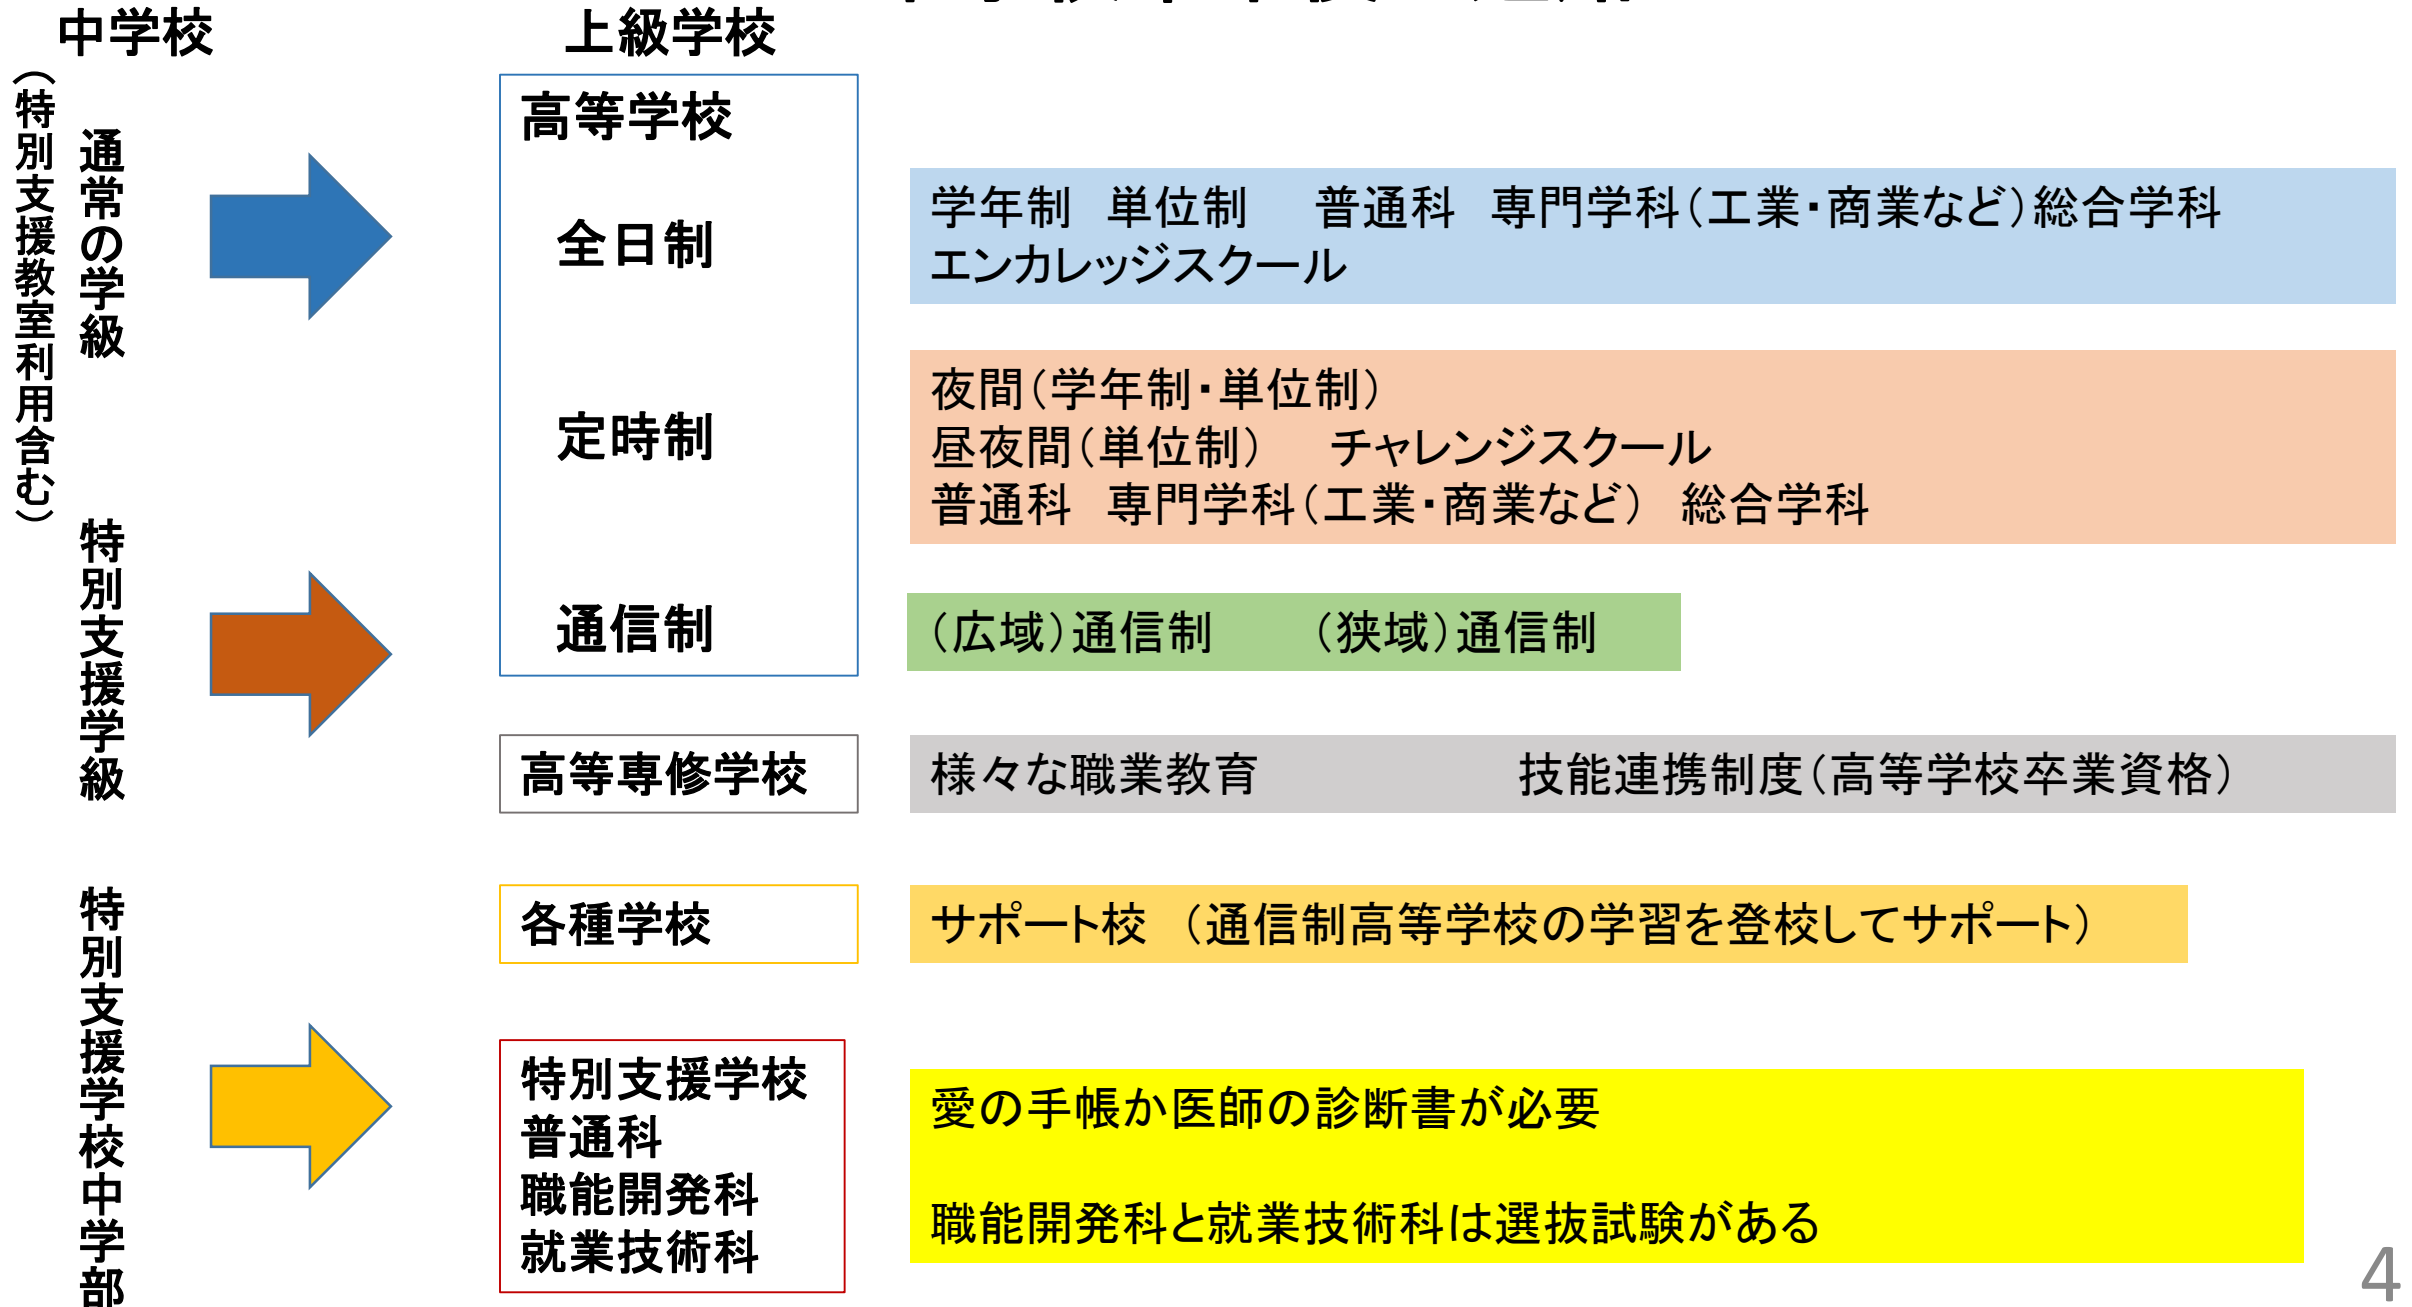 中学校
上級学校
（特別支援教室利用含む）
通常の学級
特別支援学級
特別支援学校中学部
高等学校
全日制
定時制
通信制
学年制　単位制　　普通科　専門学科（工業・商業など）総合学科
エンカレッジスクール
夜間（学年制・単位制）
昼夜間（単位制）　チャレンジスクール
普通科　専門学科（工業・商業など）　総合学科
（広域）通信制　　（狭域）通信制
高等専修学校
様々な職業教育　　　　　技能連携制度（高等学校卒業資格）
各種学校
サポート校　（通信制高等学校の学習を登校してサポート）
特別支援学校
普通科
職能開発科
就業技術科
愛の手帳か医師の診断書が必要
職能開発科と就業技術科は選抜試験がある
4